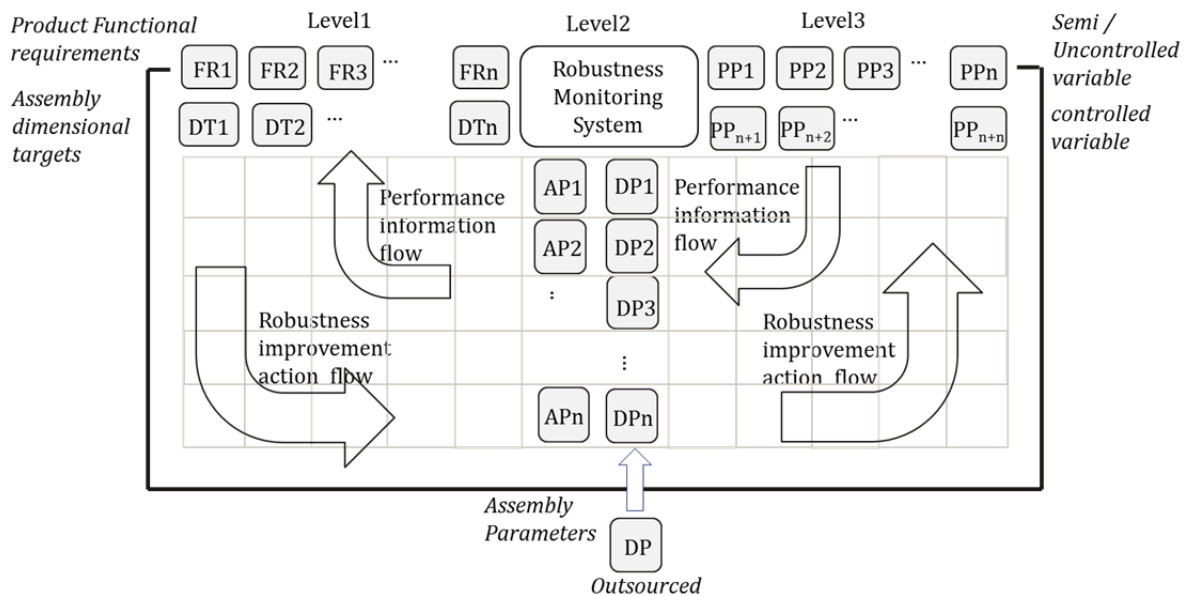 Product Functional
requirements
Level1
Level2
Level3
Semi /
Uncontrolled
variable
FR1 FR2 FR3 ... FRn
Robustness
Monitoring
System
PP1 PP2 PP3 ... PPn
Assembly
dimensional
targets
DT1 DT2 ... DTn
PPn+1 PPn+2 ... PPn+n
controlled
variable
Performance
information
flow
AP1 DP1
AP2 DP2
: DP3
...
APn DPn
Performance
information
flow
Robustness
improvement
action flow
Robustness
improvement
action flow
Assembly
Parameters
DP
Outsourced